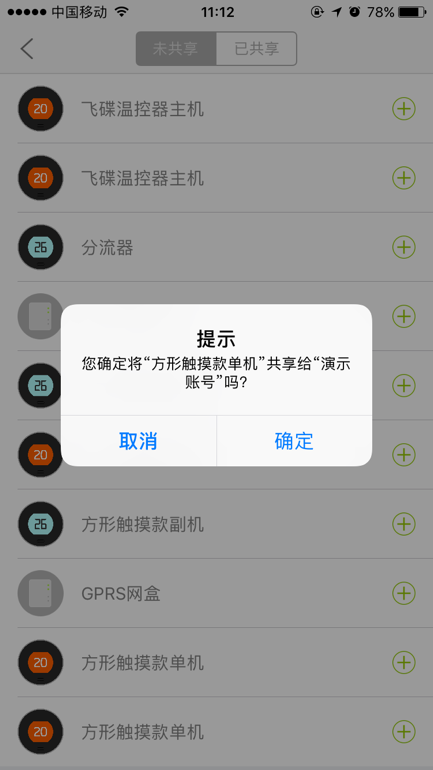 中国移动 11:12 78%
未共享 已共享
20 飞碟温控器主机
20 飞碟温控器主机
26 分流器
提示
您确定将“方形触摸款单机”共享给“演示
账号”吗?
取消 确定
26
20
26 方形触摸款副机
GPRS网盒
20 方形触摸款单机
20 方形触摸款单机